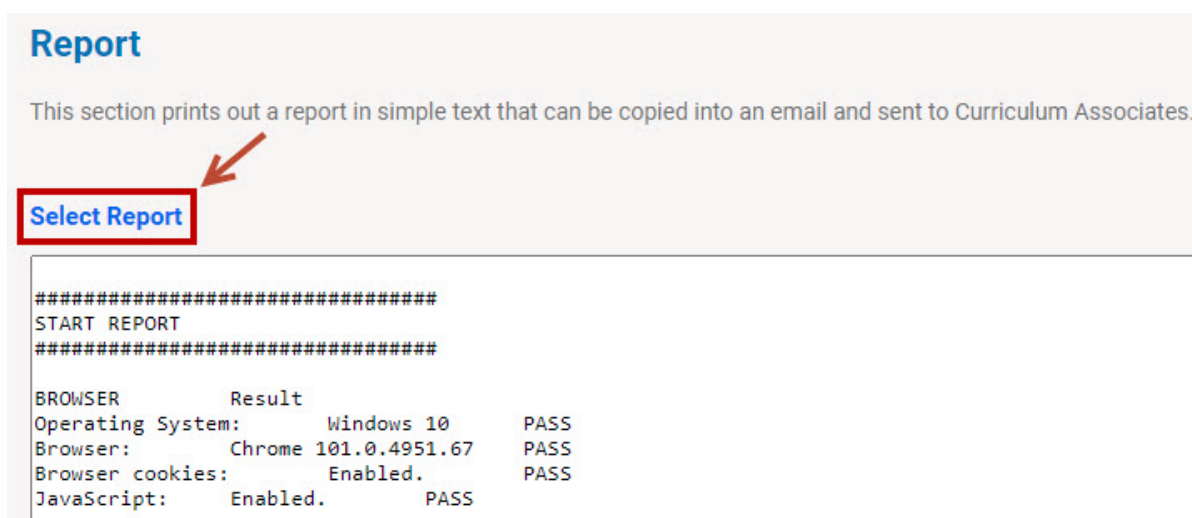 Report
This section prints out a report in simple text that can be copied into an email and sent to Curriculum Associates.
Select Report
#################################
START REPORT
#################################
BROWSER Result
Operating System: Windows 10 PASS
Browser: Chrome 101.0.4951.67 PASS
Browser cookies: Enabled. PASS
JavaScript: Enabled. PASS